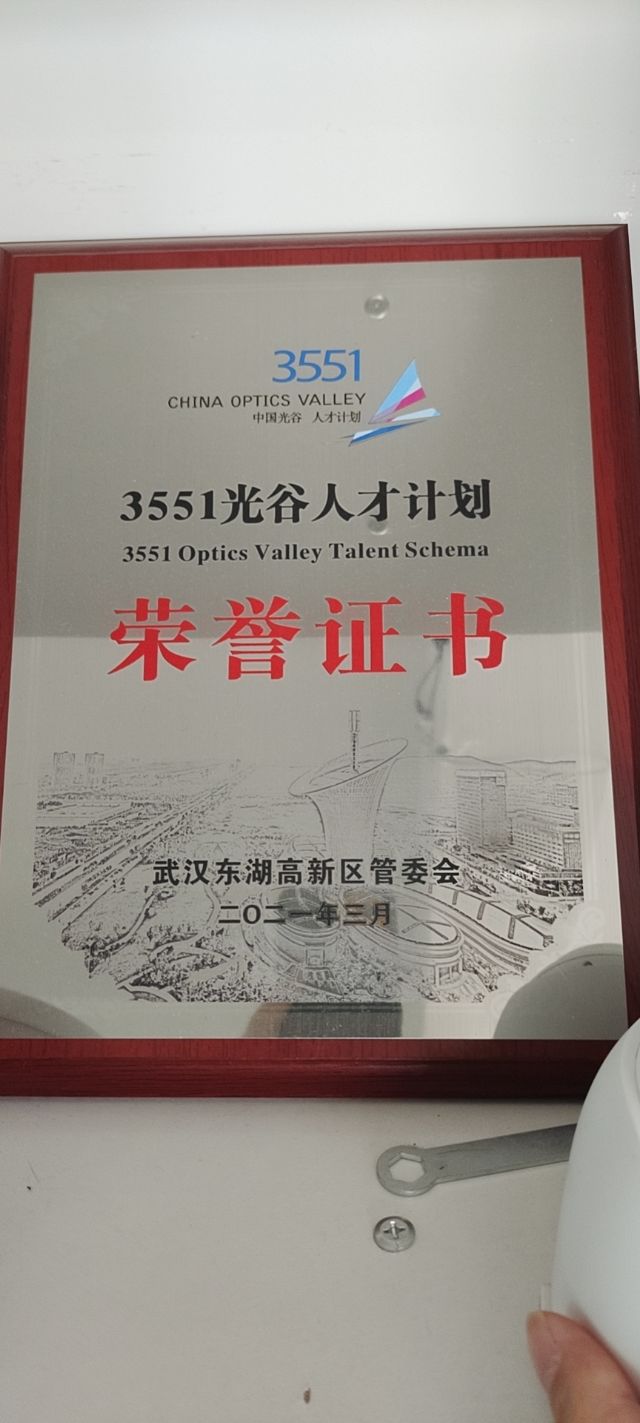 3551
CHINA OPTICS VALLEY
中国光谷 人才计划
3551光谷人才计划
3551 Optics Valley Talent Schema
荣誉证书
武汉东湖高新区管委会
二〇二一年三月